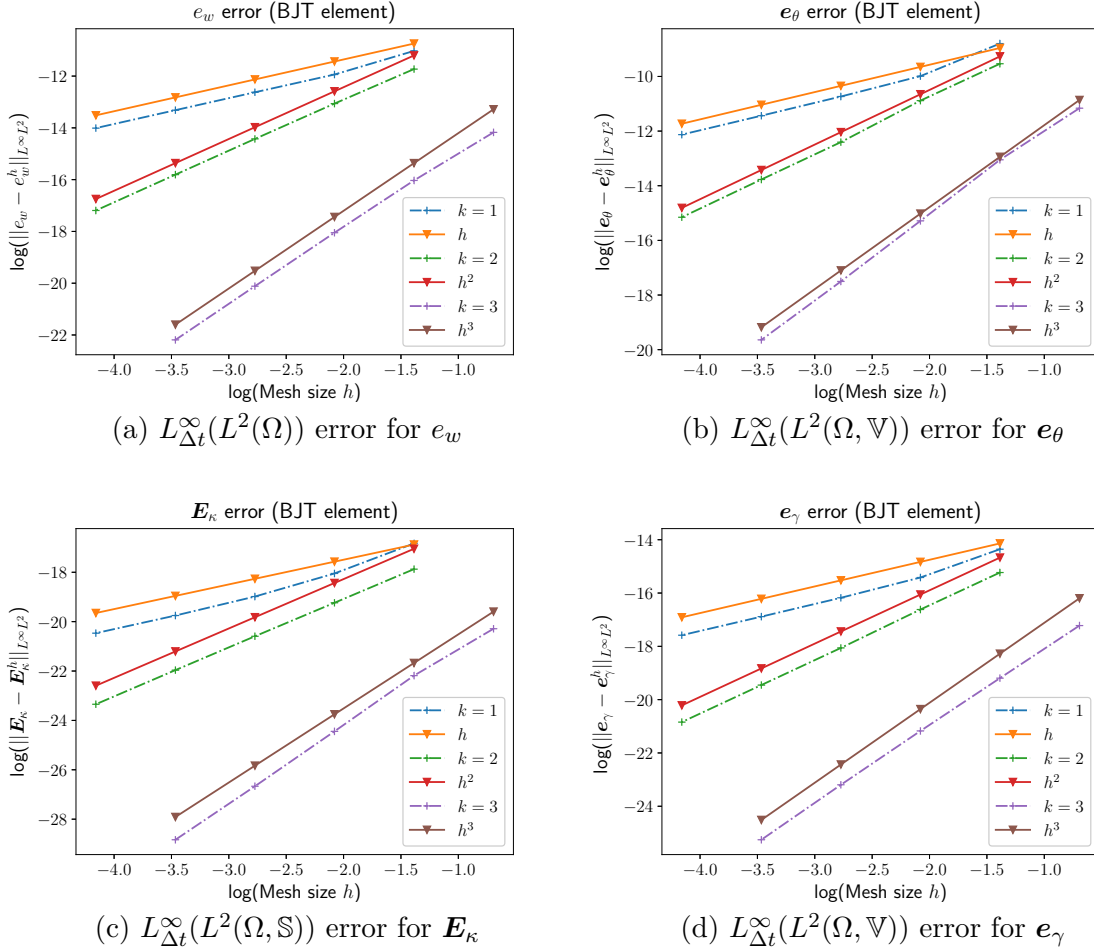 e_w error (BJT element)
log(||e_w − e_w^h||_{L^∞L^2})
−12
−14
−16
−18
−20
−22
k = 1
h
k = 2
h^2
k = 3
h^3
−4.0 −3.5 −3.0 −2.5 −2.0 −1.5 −1.0
log(Mesh size h)
(a) L^∞_{Δt}(L^2(Ω)) error for e_w
e_θ error (BJT element)
log(||e_θ − e_θ^h||_{L^∞L^2})
−10
−12
−14
−16
−18
−20
k = 1
h
k = 2
h^2
k = 3
h^3
−4.0 −3.5 −3.0 −2.5 −2.0 −1.5 −1.0
log(Mesh size h)
(b) L^∞_{Δt}(L^2(Ω, 𝕍)) error for e_θ
E_κ error (BJT element)
log(||E_κ − E_κ^h||_{L^∞L^2})
−18
−20
−22
−24
−26
−28
k = 1
h
k = 2
h^2
k = 3
h^3
−4.0 −3.5 −3.0 −2.5 −2.0 −1.5 −1.0
log(Mesh size h)
(c) L^∞_{Δt}(L^2(Ω, 𝕊)) error for E_κ
e_γ error (BJT element)
log(||e_γ − e_γ^h||_{L^∞L^2})
−14
−16
−18
−20
−22
−24
k = 1
h
k = 2
h^2
k = 3
h^3
−4.0 −3.5 −3.0 −2.5 −2.0 −1.5 −1.0
log(Mesh size h)
(d) L^∞_{Δt}(L^2(Ω, 𝕍)) error for e_γ